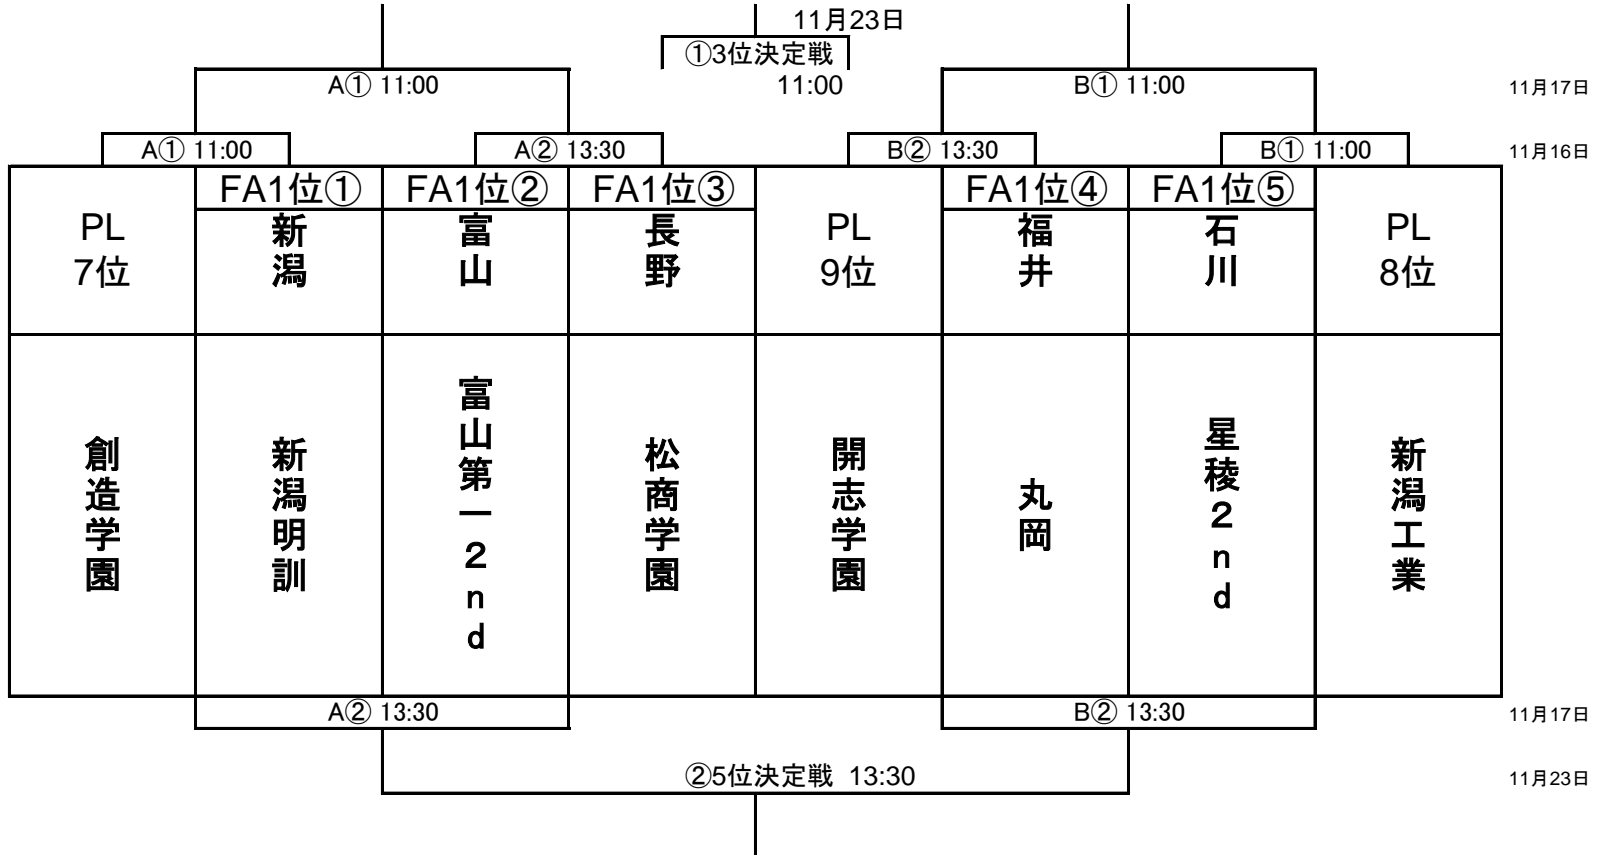 11月23日
①3位決定戦
11:00
A① 11:00
B① 11:00
11月17日
A① 11:00
A② 13:30
B② 13:30
B① 11:00
11月16日
PL
7位
FA1位①
新潟
FA1位②
富山
FA1位③
長野
PL
9位
FA1位④
福井
FA1位⑤
石川
PL
8位
創造学園
新潟明訓
富山第一２ｎｄ
松商学園
開志学園
丸岡
星稜２ｎｄ
新潟工業
A② 13:30
B② 13:30
11月17日
②5位決定戦 13:30
11月23日